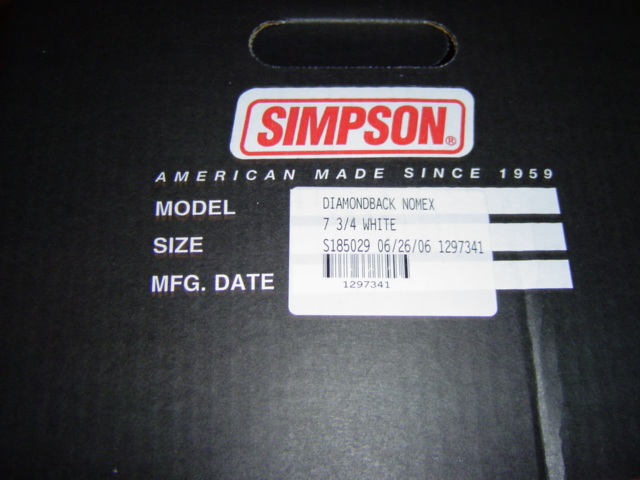 SIMPSON®
AMERICAN MADE SINCE 1959
MODEL DIAMONDBACK NOMEX
7 3/4 WHITE
SIZE S185029 06/26/06 1297341
MFG. DATE 1297341